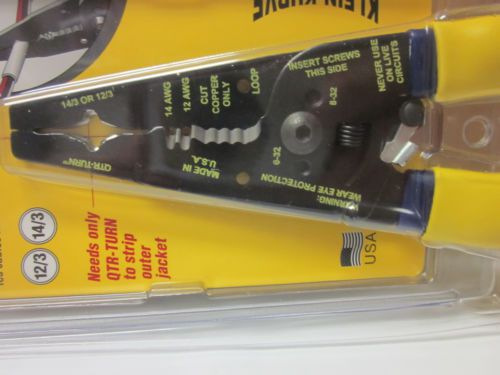 KLEIN-KURVE
14/3 OR 12/3
QTR-TURN™
14 AWG
12 AWG
CUT
COPPER
ONLY
LOOP
MADE IN
U.S.A.
INSERT SCREWS
THIS SIDE
8-32
6-32
NEVER USE
ON LIVE
CIRCUITS
WARNING:
WEAR EYE PROTECTION
12/3
14/3
Needs only
QTR-TURN
to strip
outer
jacket
USA